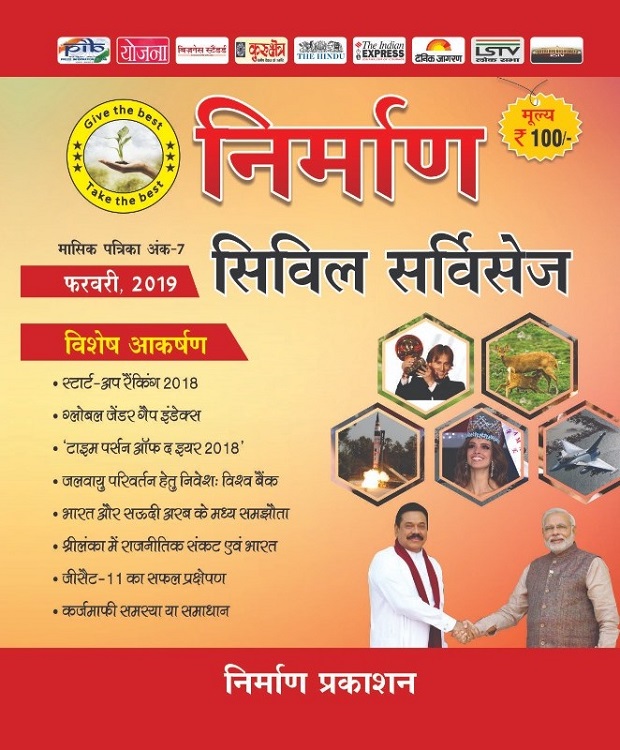 pib
योजना
बिज़नेस स्टैंडर्ड
कुरुक्षेत्र
THE HINDU
The Indian
EXPRESS
दैनिक जागरण
LSTV
लोक सभा
Give the best
Take the best
निर्माण
मूल्य
₹ 100/-
मासिक पत्रिका अंक-7
फरवरी, 2019
सिविल सर्विसेज
विशेष आकर्षण
• स्टार्ट-अप रैंकिंग 2018
• ग्लोबल जेंडर गैप इंडेक्स
• 'टाइम पर्सन ऑफ द इयर 2018'
• जलवायु परिवर्तन हेतु निवेशः विश्व बैंक
• भारत और सऊदी अरब के मध्य समझौता
• श्रीलंका में राजनीतिक संकट एवं भारत
• जीसैट-11 का सफल प्रक्षेपण
• कर्जमाफी समस्या या समाधान
निर्माण प्रकाशन